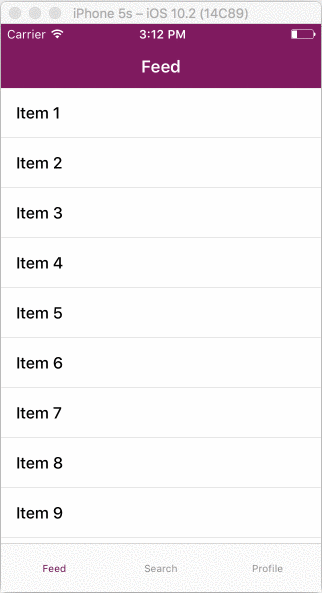 iPhone 5s – iOS 10.2 (14C89)
Carrier 3:12 PM
Feed
Item 1
Item 2
Item 3
Item 4
Item 5
Item 6
Item 7
Item 8
Item 9
Feed Search Profile